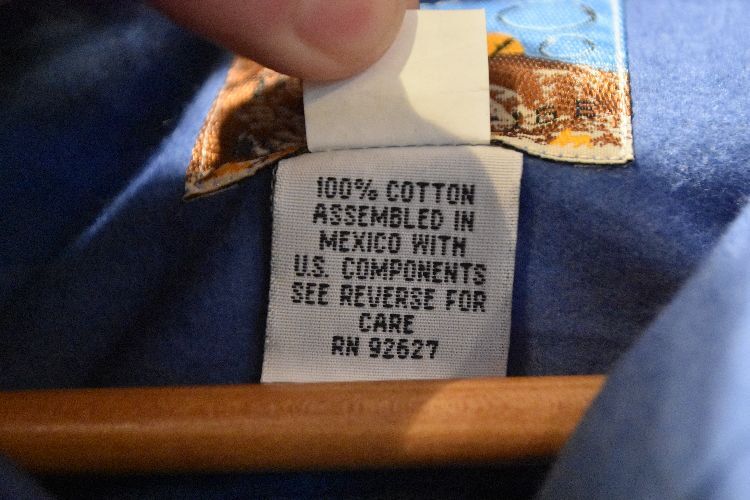 100% COTTON
ASSEMBLED IN
MEXICO WITH
U.S. COMPONENTS
SEE REVERSE FOR
CARE
RN 92627